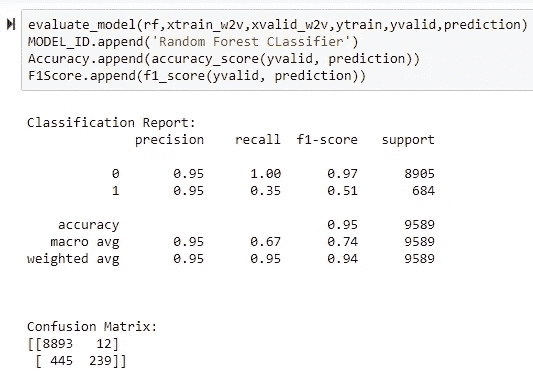 evaluate_model(rf,xtrain_w2v,xvalid_w2v,ytrain,yvalid,prediction)
MODEL_ID.append('Random Forest CLassifier')
Accuracy.append(accuracy_score(yvalid, prediction))
F1Score.append(f1_score(yvalid, prediction))
Classification Report:
precision recall f1-score support
0 0.95 1.00 0.97 8905
1 0.95 0.35 0.51 684
accuracy 0.95 9589
macro avg 0.95 0.67 0.74 9589
weighted avg 0.95 0.95 0.94 9589
Confusion Matrix:
[[8893 12]
[ 445 239]]